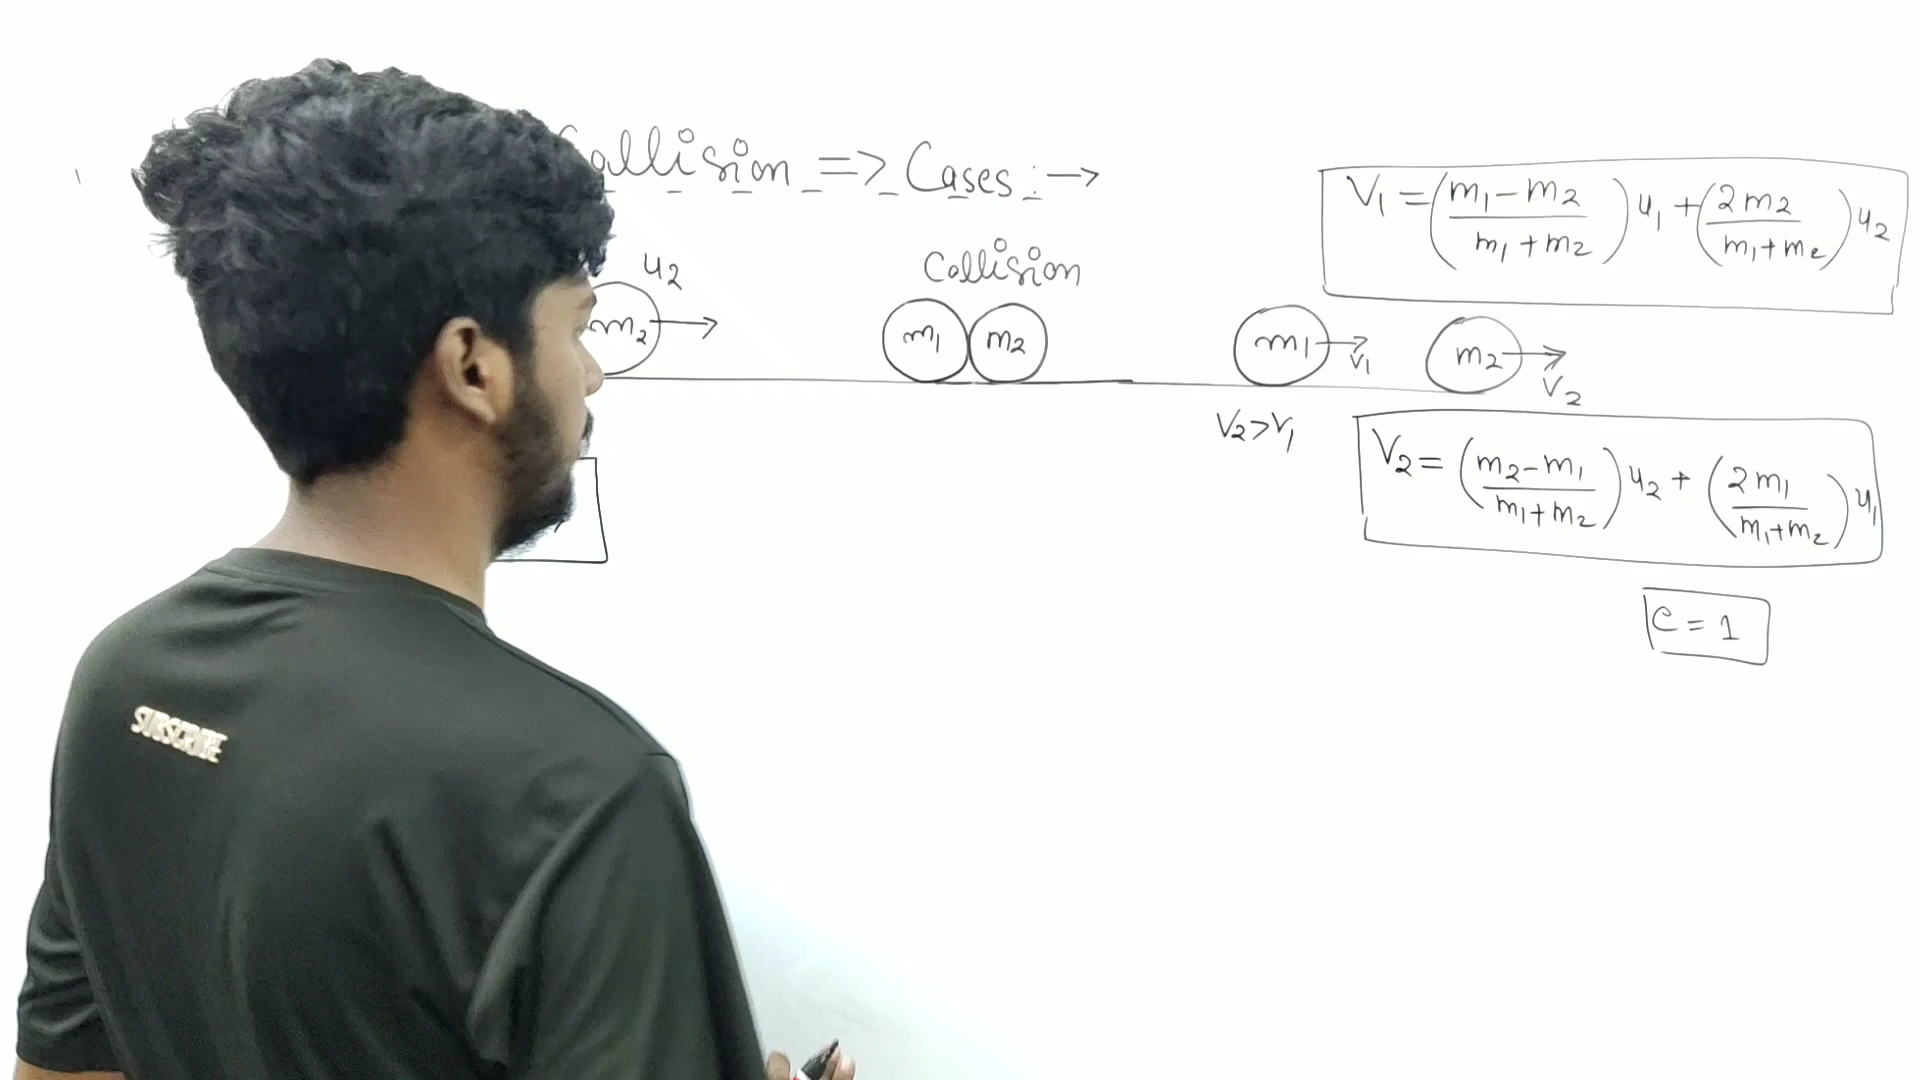 Collision => Cases :→
V₁ = ((m₁ − m₂)/(m₁ + m₂)) u₁ + (2m₂/(m₁+m₂)) u₂
u₂
Collision
m₂
m₁ m₂
m₁ v₁
m₂ v₂
V₂ > V₁
V₂ = ((m₂ − m₁)/(m₁+m₂)) u₂ + (2m₁/(m₁+m₂)) u₁
e = 1
SUBSCRIBE